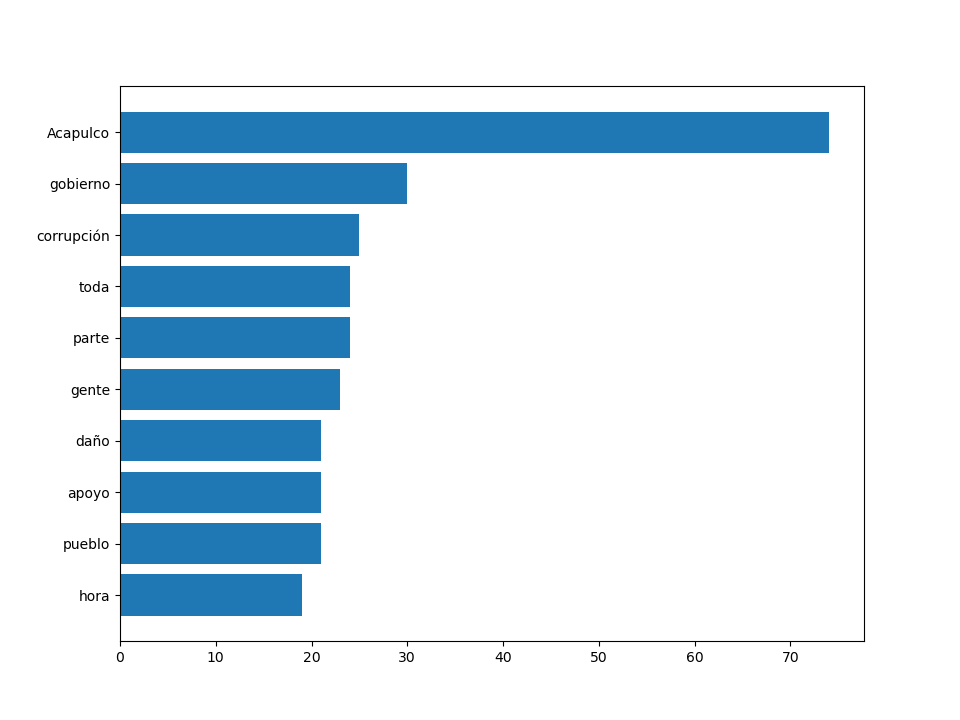 Acapulco
gobierno
corrupción
toda
parte
gente
daño
apoyo
pueblo
hora
0 10 20 30 40 50 60 70